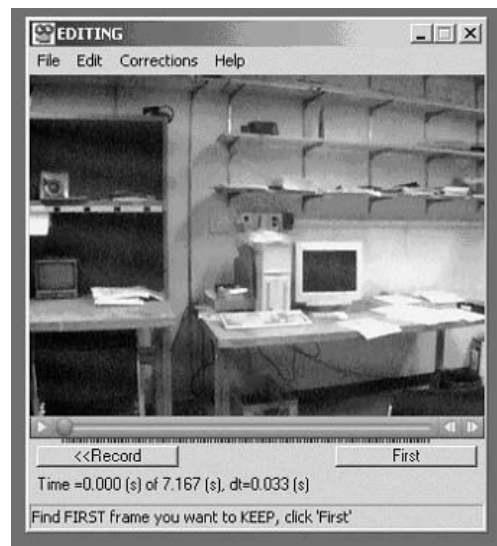 EDITING
File Edit Corrections Help
<<Record First
Time =0.000 (s) of 7.167 (s), dt=0.033 (s)
Find FIRST frame you want to KEEP, click 'First'